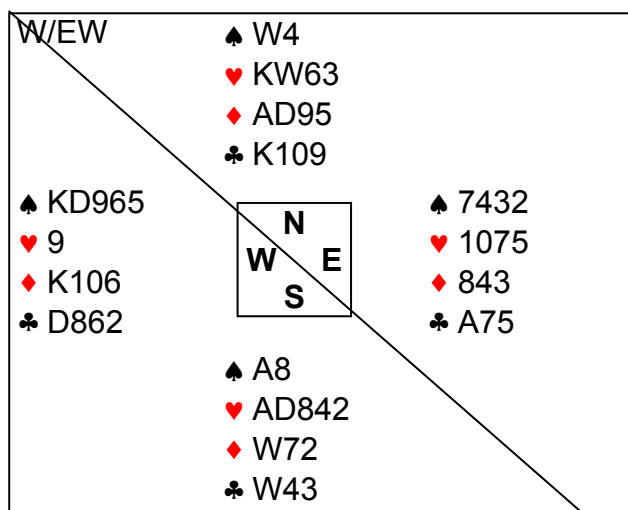 W/EW
♠ W4
♥ KW63
♦ AD95
♣ K109
♠ KD965
♥ 9
♦ K106
♣ D862
N
W E
S
♠ 7432
♥ 1075
♦ 843
♣ A75
♠ A8
♥ AD842
♦ W72
♣ W43